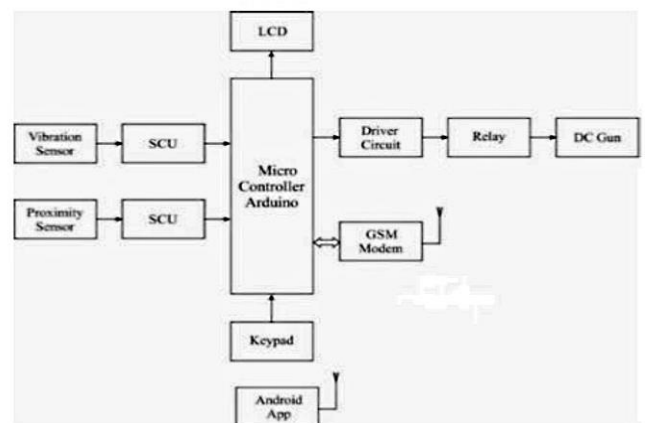 LCD
Vibration
Sensor
SCU
Micro
Controller
Arduino
Driver
Circuit
Relay
DC Gun
Proximity
Sensor
SCU
GSM
Modem
Keypad
Android
App